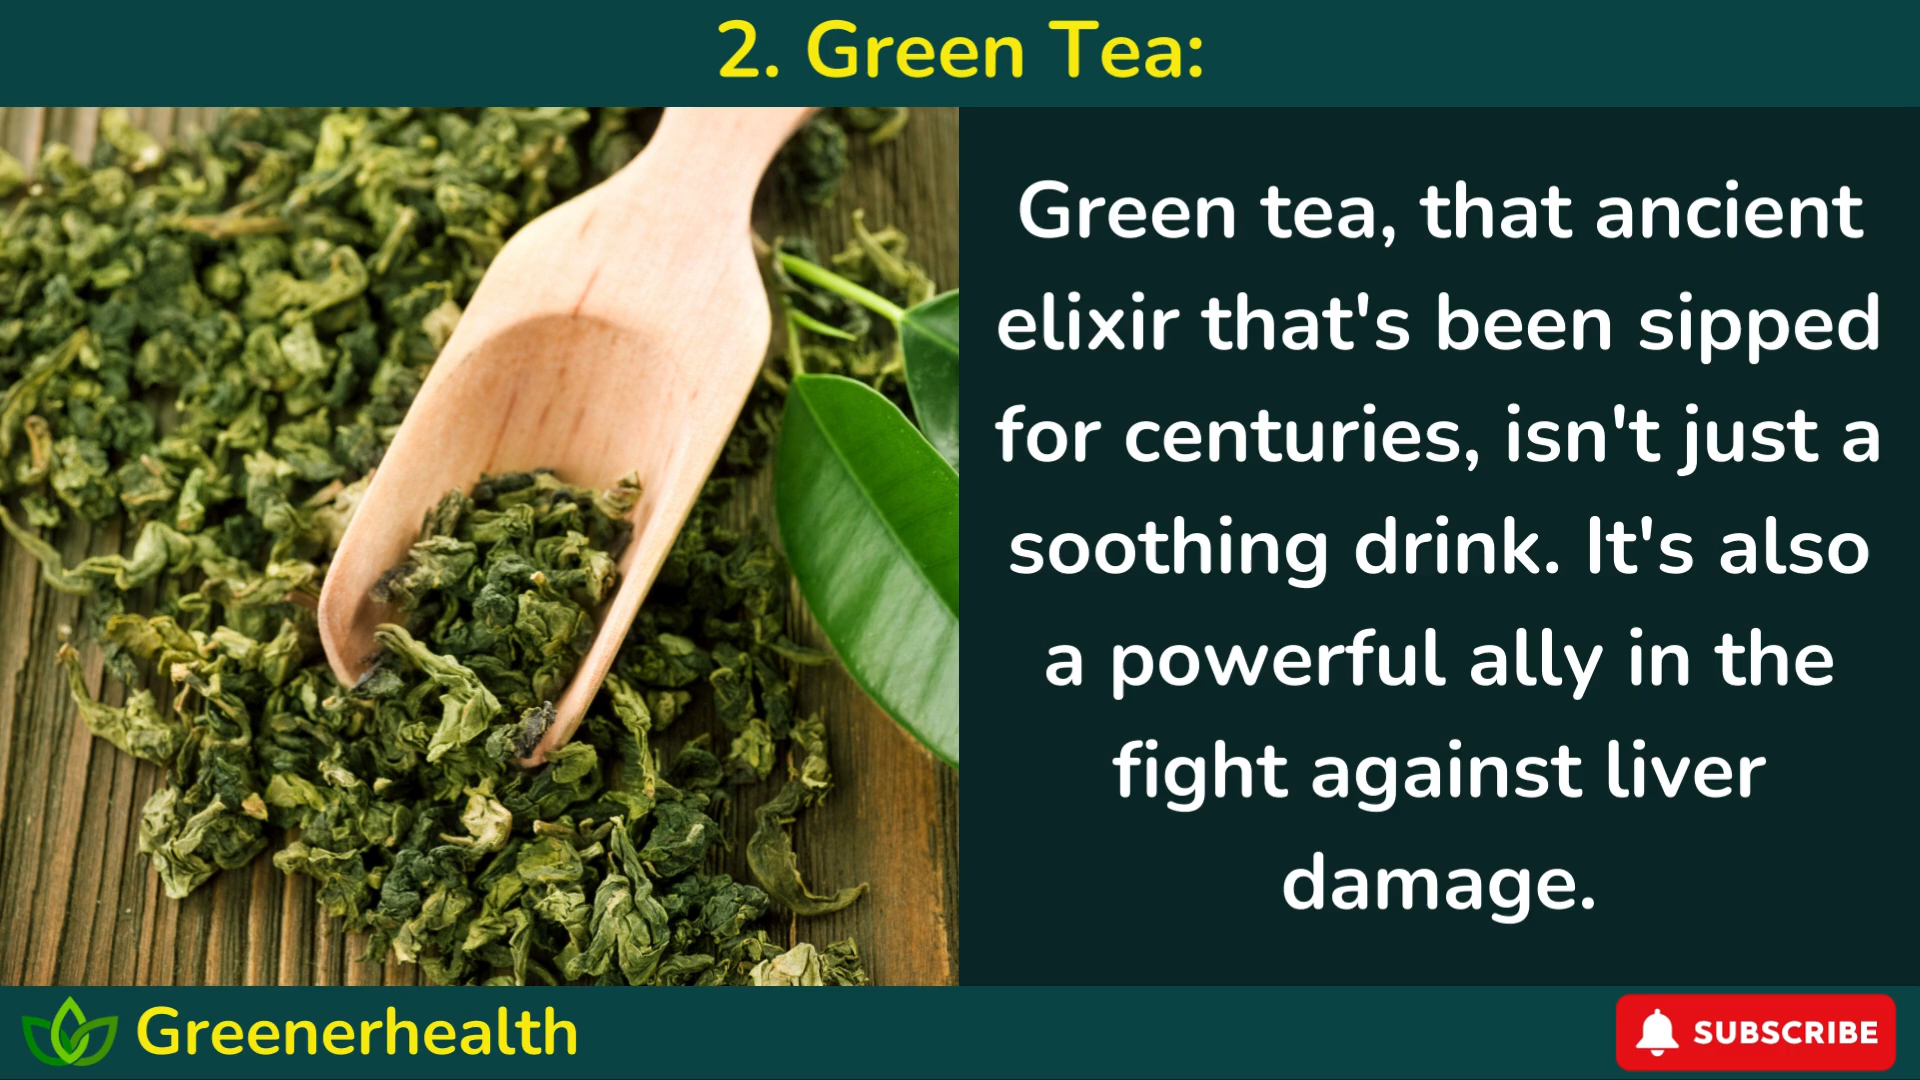 2. Green Tea:
Green tea, that ancient
elixir that's been sipped
for centuries, isn't just a
soothing drink. It's also
a powerful ally in the
fight against liver
damage.
Greenerhealth
SUBSCRIBE